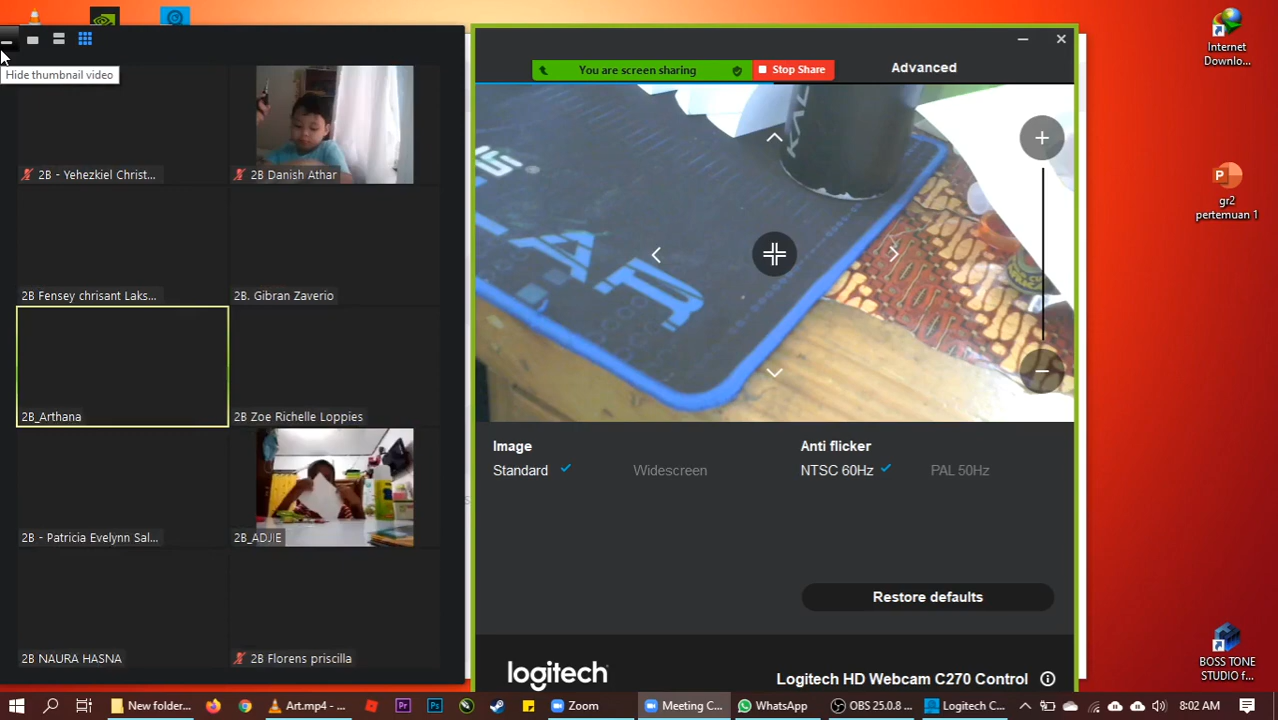 Hide thumbnail video
2B - Yehezkiel Christ...
2B Danish Athar
2B Fensey chrisant Laks...
2B. Gibran Zaverio
2B_Arthana
2B Zoe Richelle Loppies
2B - Patricia Evelynn Sal...
2B_ADJIE
2B NAURA HASNA
2B Florens priscilla
You are screen sharing
Stop Share
Advanced
Image
Standard
Widescreen
Anti flicker
NTSC 60Hz
PAL 50Hz
Restore defaults
logitech
Logitech HD Webcam C270 Control
Internet
Downlo...
gr2
pertemuan 1
BOSS TONE
STUDIO f...
New folder...
Art.mp4 - ...
Pr
Ps
Zoom
Meeting C...
WhatsApp
OBS 25.0.8 ...
Logitech C...
8:02 AM